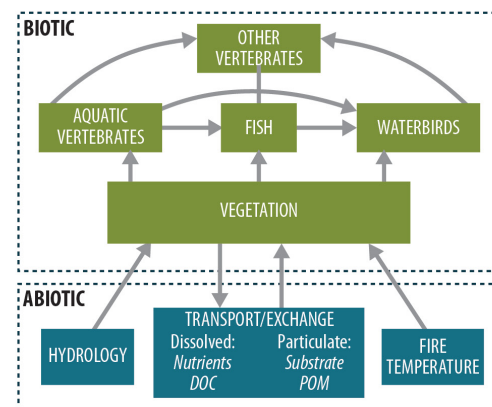 BIOTIC
OTHER
VERTEBRATES
AQUATIC
VERTEBRATES
FISH
WATERBIRDS
VEGETATION
ABIOTIC
HYDROLOGY
TRANSPORT/EXCHANGE
Dissolved:
Nutrients
DOC
Particulate:
Substrate
POM
FIRE
TEMPERATURE